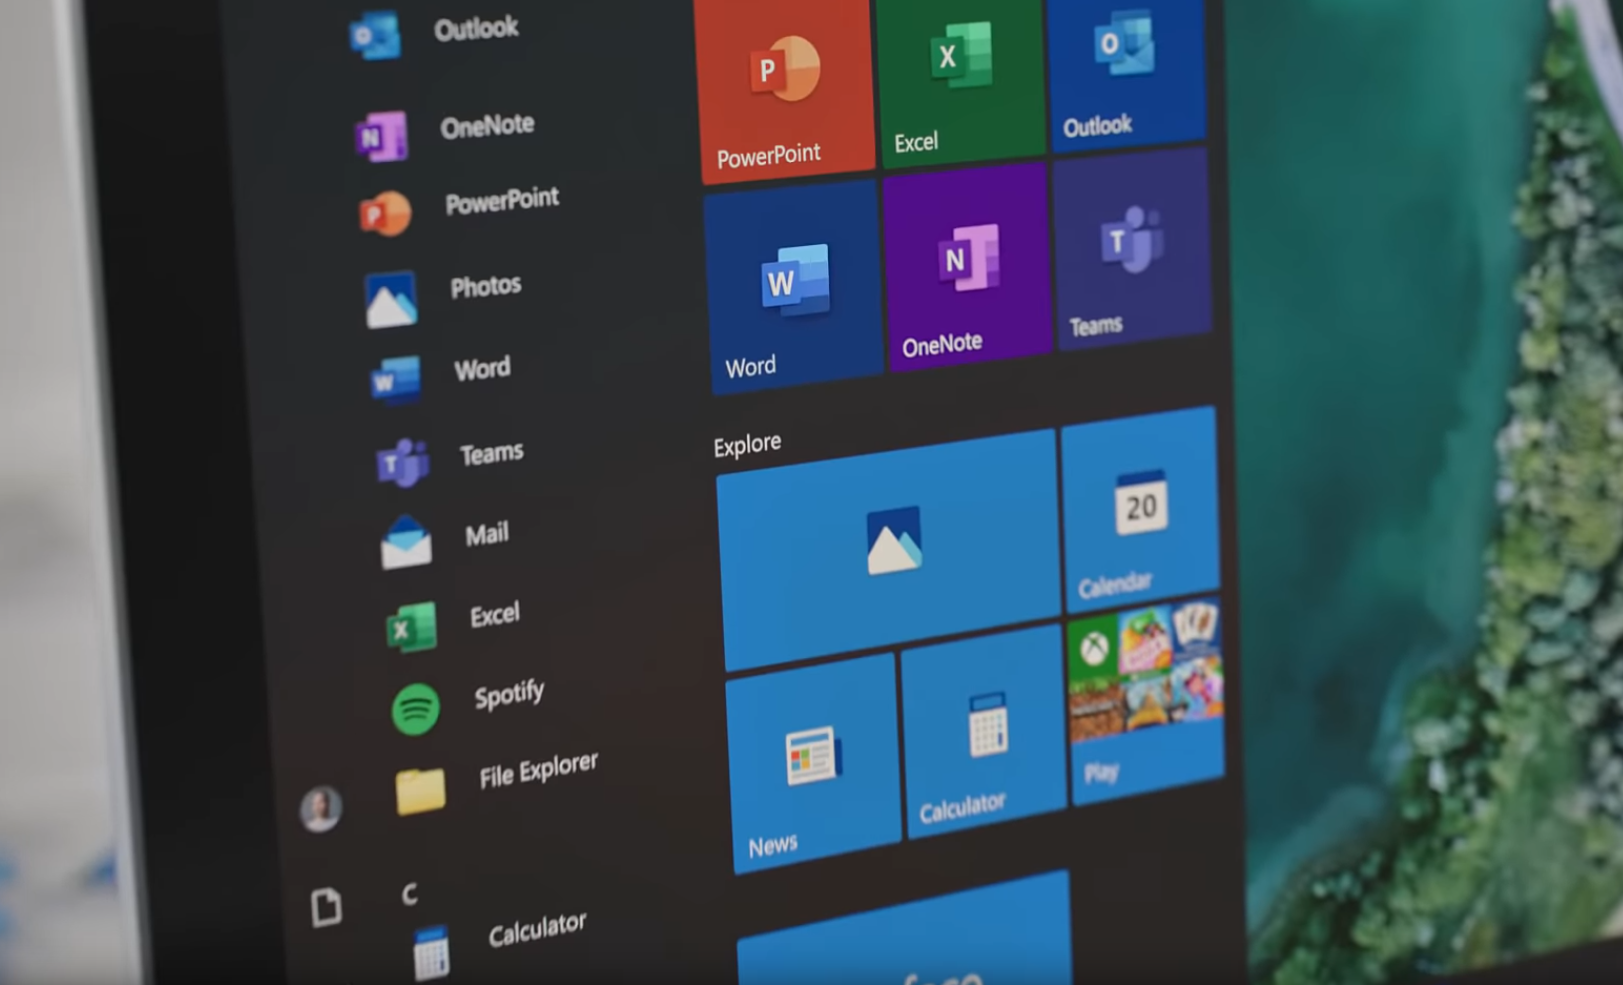 Outlook
OneNote
PowerPoint
Photos
Word
Teams
Mail
Excel
Spotify
File Explorer
C
Calculator
P
PowerPoint
X
Excel
O
Outlook
W
Word
N
OneNote
T
Teams
Explore
20
Calendar
News
Calculator
Play